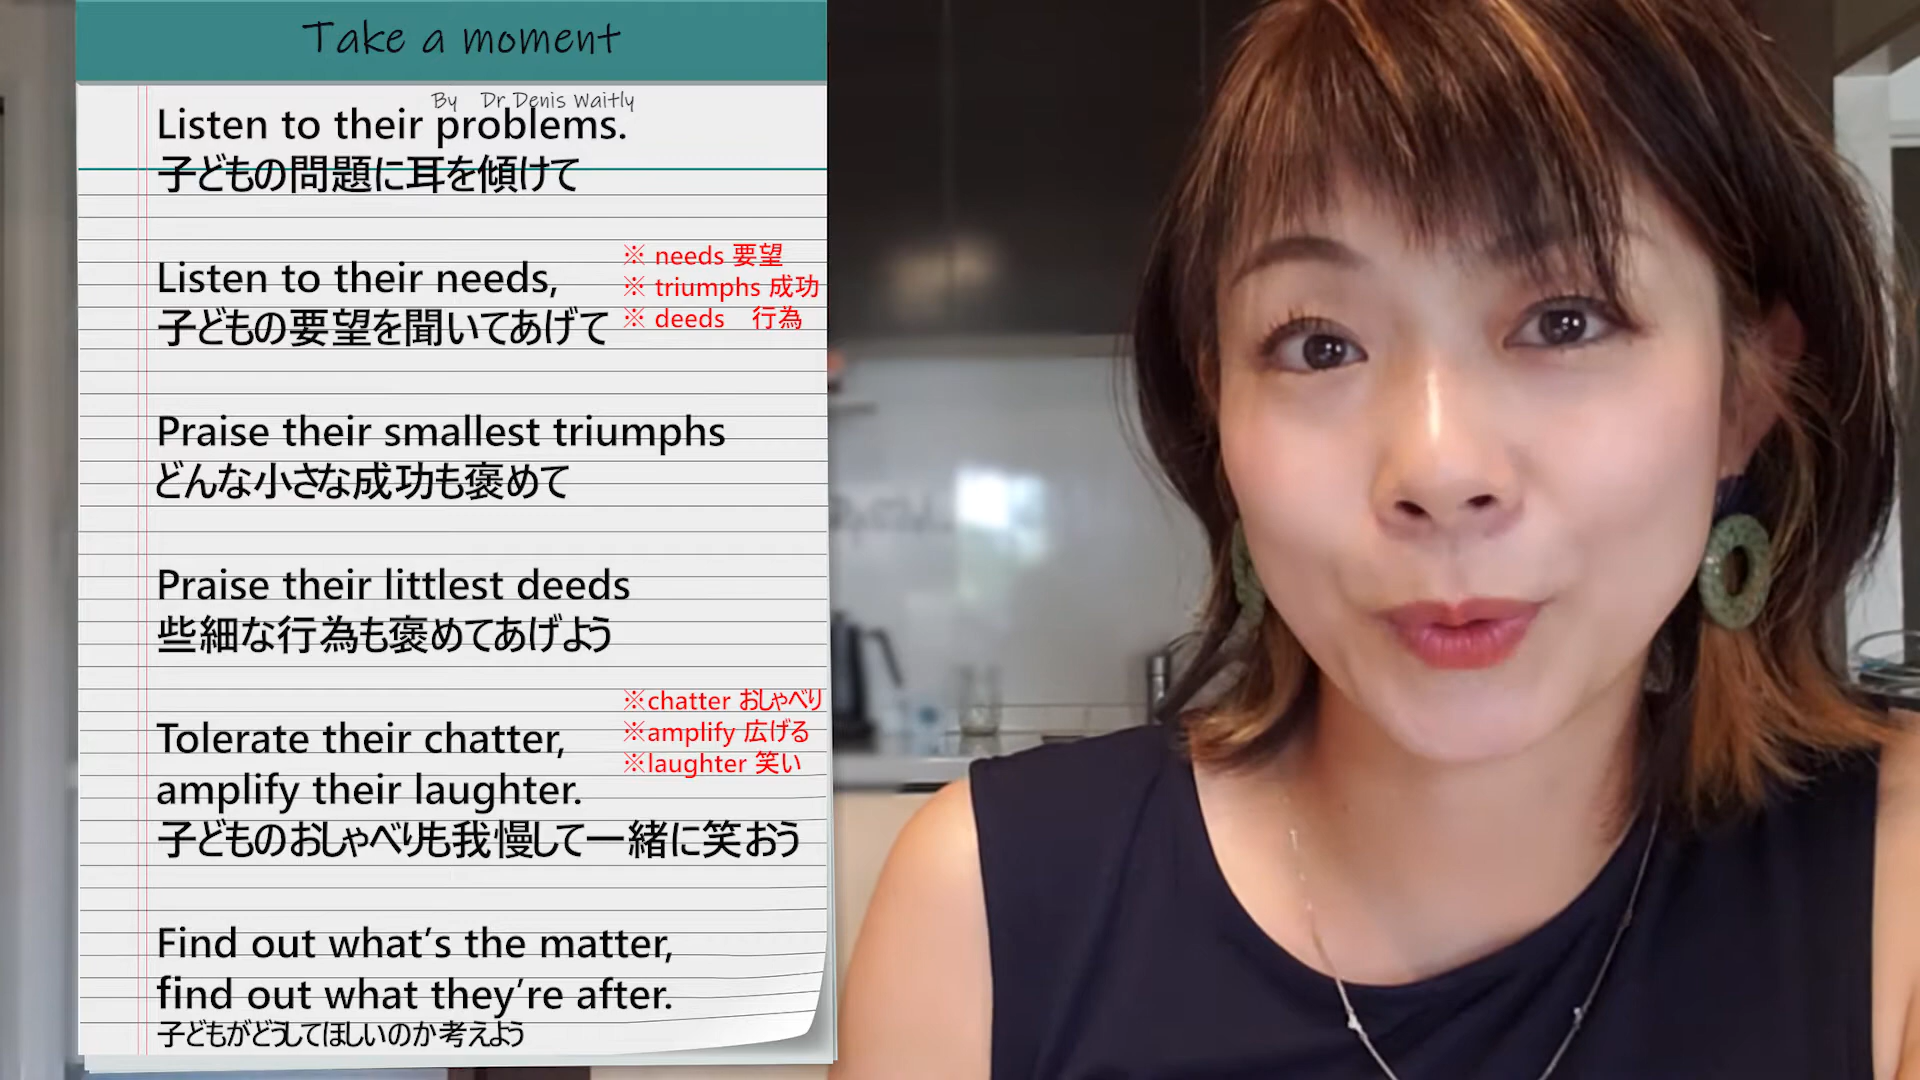 Take a moment
By Dr Denis Waitly
Listen to their problems.
子どもの問題に耳を傾けて
Listen to their needs,
子どもの要望を聞いてあげて
※ needs 要望
※ triumphs 成功
※ deeds 行為
Praise their smallest triumphs
どんな小さな成功も褒めて
Praise their littlest deeds
些細な行為も褒めてあげよう
Tolerate their chatter,
amplify their laughter.
子どものおしゃべりも我慢して一緒に笑おう
※chatter おしゃべり
※amplify 広げる
※laughter 笑い
Find out what’s the matter,
find out what they’re after.
子どもがどうしてほしいのか考えよう